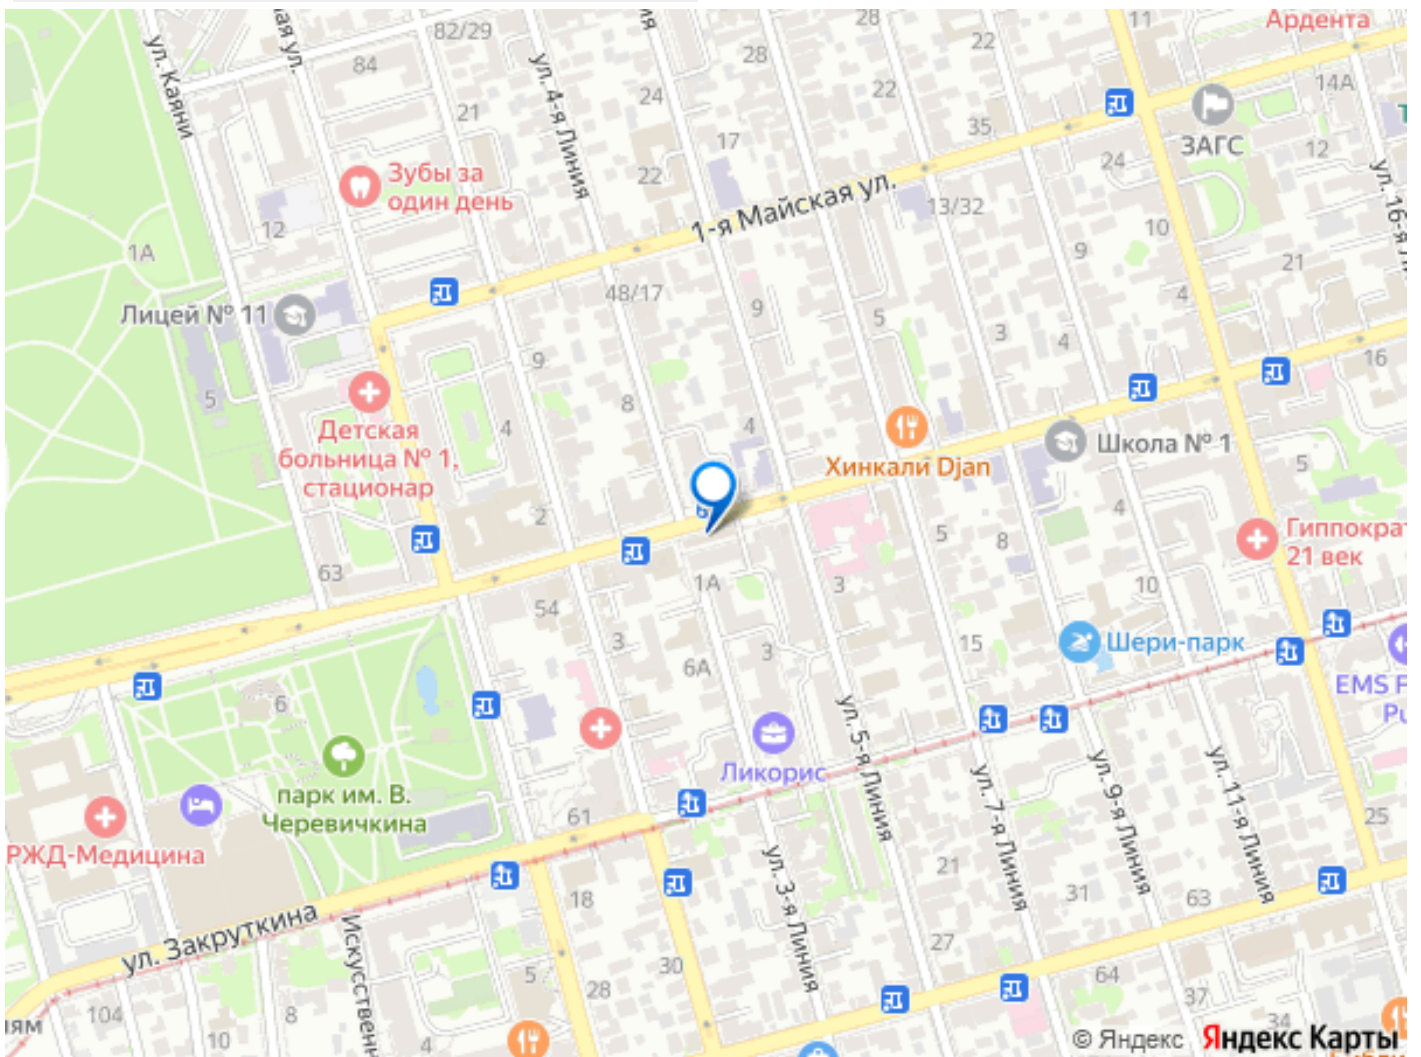 82/29
28
28
22
11
Ардента
ул. Каяни
ул. 4-я Линия
84
24
22
14А
21
17
35
ЗАГС
24
12
Зубы за
один день
22
1-я Майская ул.
13/32
ул. 16-я
12
1А
10
9
21
48/17
4
Лицей № 11
9
5
3
4
16
9
5
8
4
4
Детская
больница № 1,
стационар
Хинкали Djan
Школа № 1
5
2
4
5
8
Гиппократ
21 век
63
1А
3
10
54
3
6А
3
15
Шери-парк
6
EMS F
Pu
ул. 5-я Линия
Ликорис
ул. 7-я Линия
ул. 9-я Линия
ул. 11-я Линия
парк им. В.
Черевичкина
61
25
РЖД-Медицина
ул. 3-я Линия
21
18
31
63
ул. Закруткина
Искусствен
27
30
5
28
64
37
104
8
10
4
34
© Яндекс Яндекс Карты